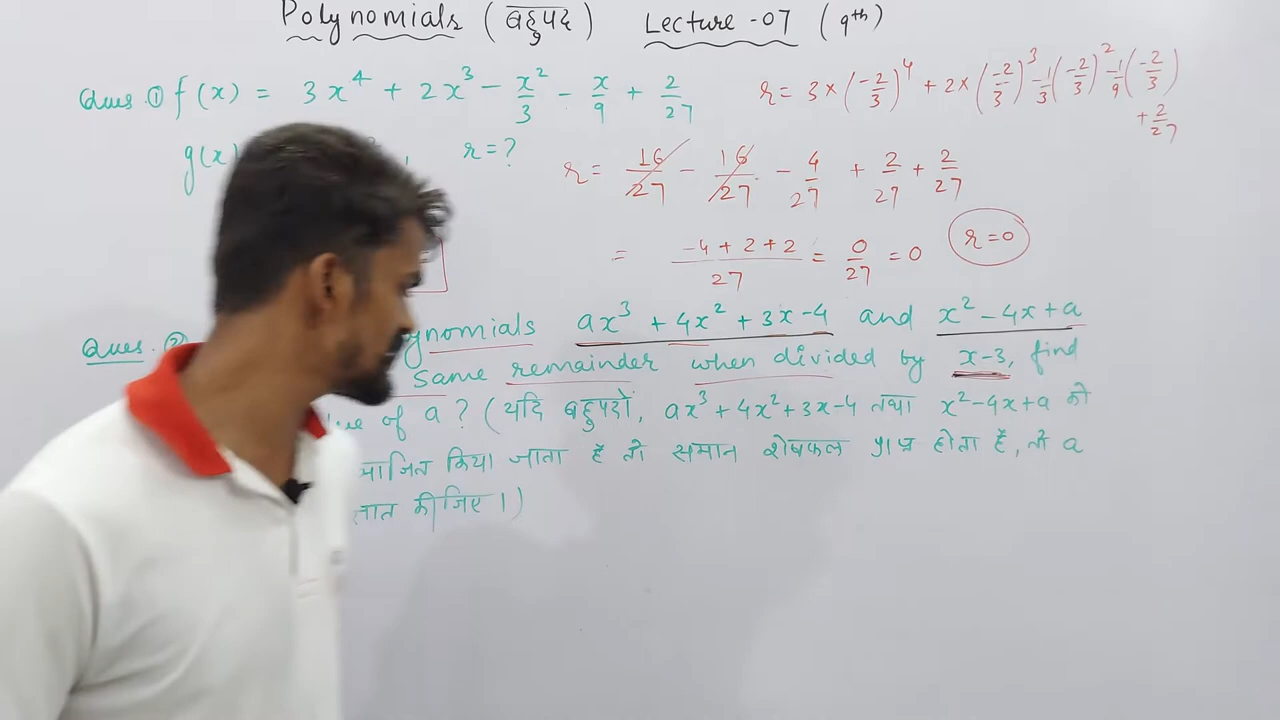 Polynomials (बहुपद) Lecture -07 (9th)
Ques. ① f(x) = 3x⁴ + 2x³ - x²/3 - x/9 + 2/27
g(x) r=?
r = 3×(-2/3)⁴ + 2×(-2/3)³ - 1/3(-2/3)² - 1/9(-2/3) + 2/27
r = 16/27 - 16/27 - 4/27 + 2/27 + 2/27
= (-4+2+2)/27 = 0/27 = 0 r=0
Ques. ② ynomials ax³ + 4x² + 3x-4 and x² - 4x + a
same remainder when divided by x-3, find
of a ? (यदि बहुपदो, ax³ + 4x² + 3x-4 तथा x² - 4x + a को
भाजित किया जाता है तो समान शेषफल प्राप्त होता है, तो a
ज्ञात कीजिए।)